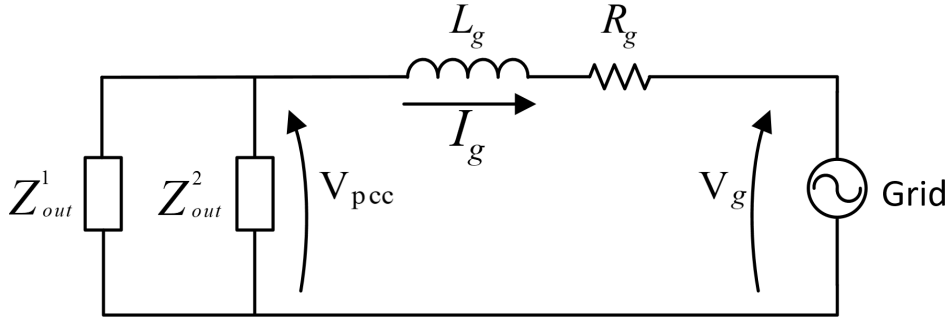 L_g
R_g
I_g
Z^1_out
Z^2_out
V_pcc
V_g
Grid